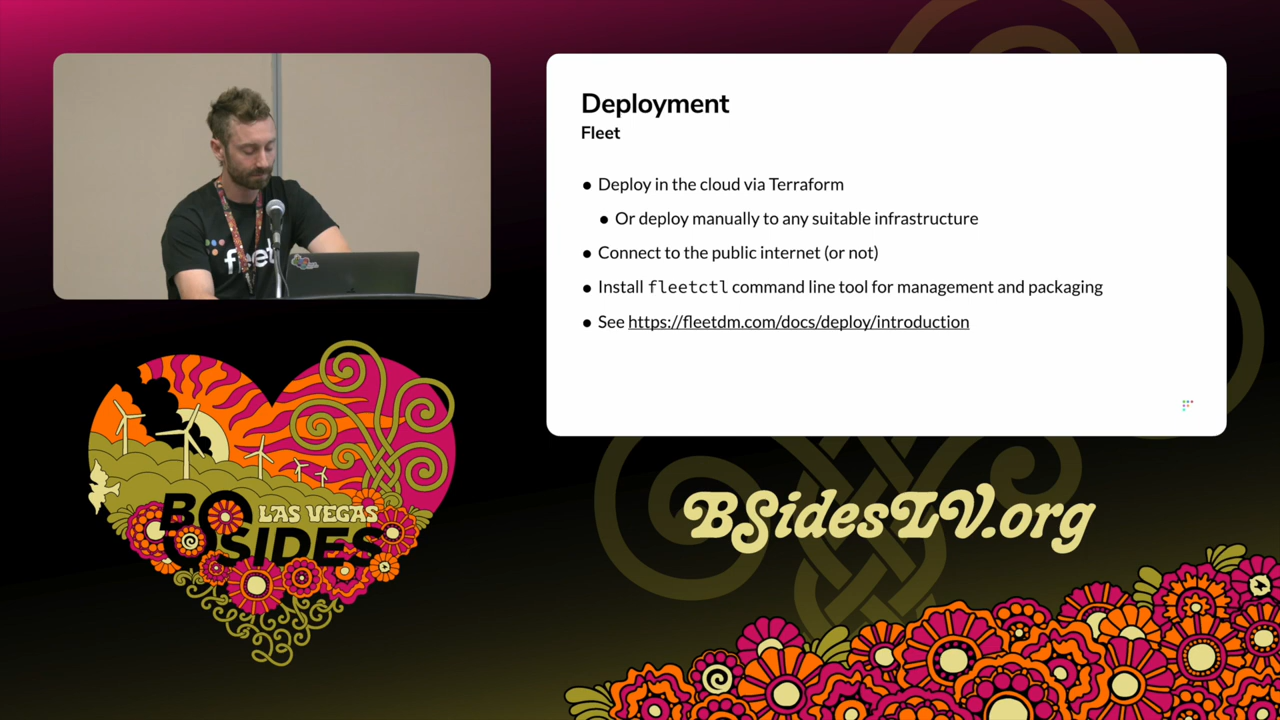 fleet
Deployment
Fleet
• Deploy in the cloud via Terraform
• Or deploy manually to any suitable infrastructure
• Connect to the public internet (or not)
• Install fleetctl command line tool for management and packaging
• See https://fleetdm.com/docs/deploy/introduction
LAS VEGAS
BSIDES
23
BSidesLV.org